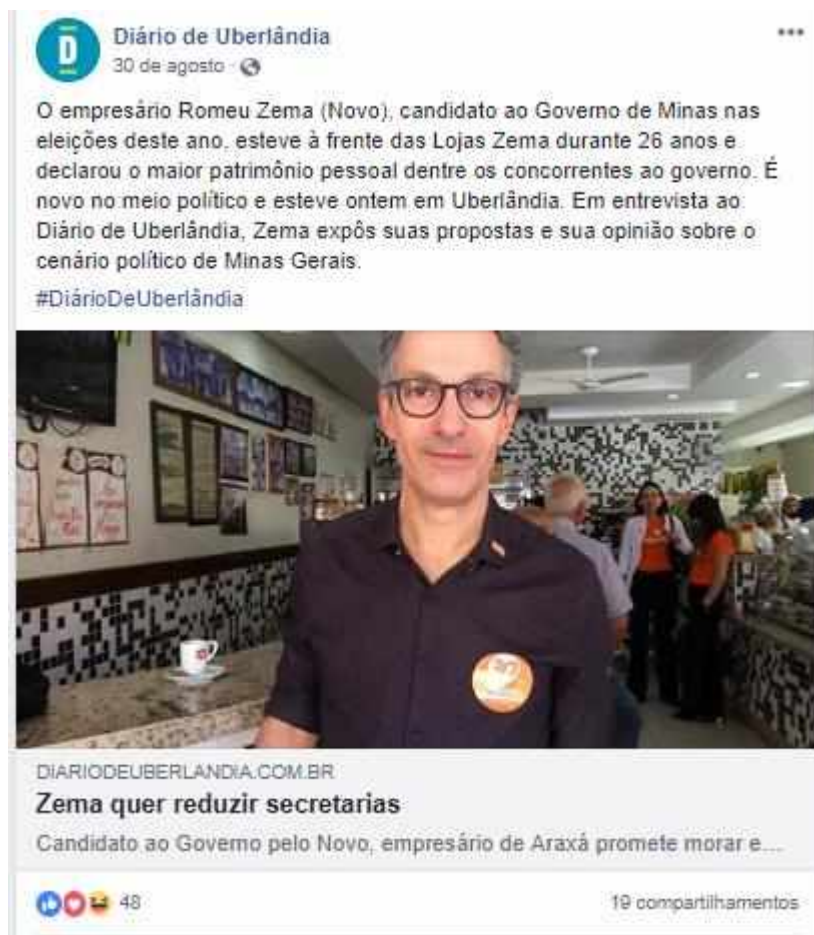 Diário de Uberlândia
30 de agosto
O empresário Romeu Zema (Novo), candidato ao Governo de Minas nas
eleições deste ano, esteve à frente das Lojas Zema durante 26 anos e
declarou o maior patrimônio pessoal dentre os concorrentes ao governo. É
novo no meio político e esteve ontem em Uberlândia. Em entrevista ao
Diário de Uberlândia, Zema expôs suas propostas e sua opinião sobre o
cenário político de Minas Gerais.
#DiárioDeUberlândia
DIARIODEUBERLANDIA.COM.BR
Zema quer reduzir secretarias
Candidato ao Governo pelo Novo, empresário de Araxá promete morar e...
48
19 compartilhamentos